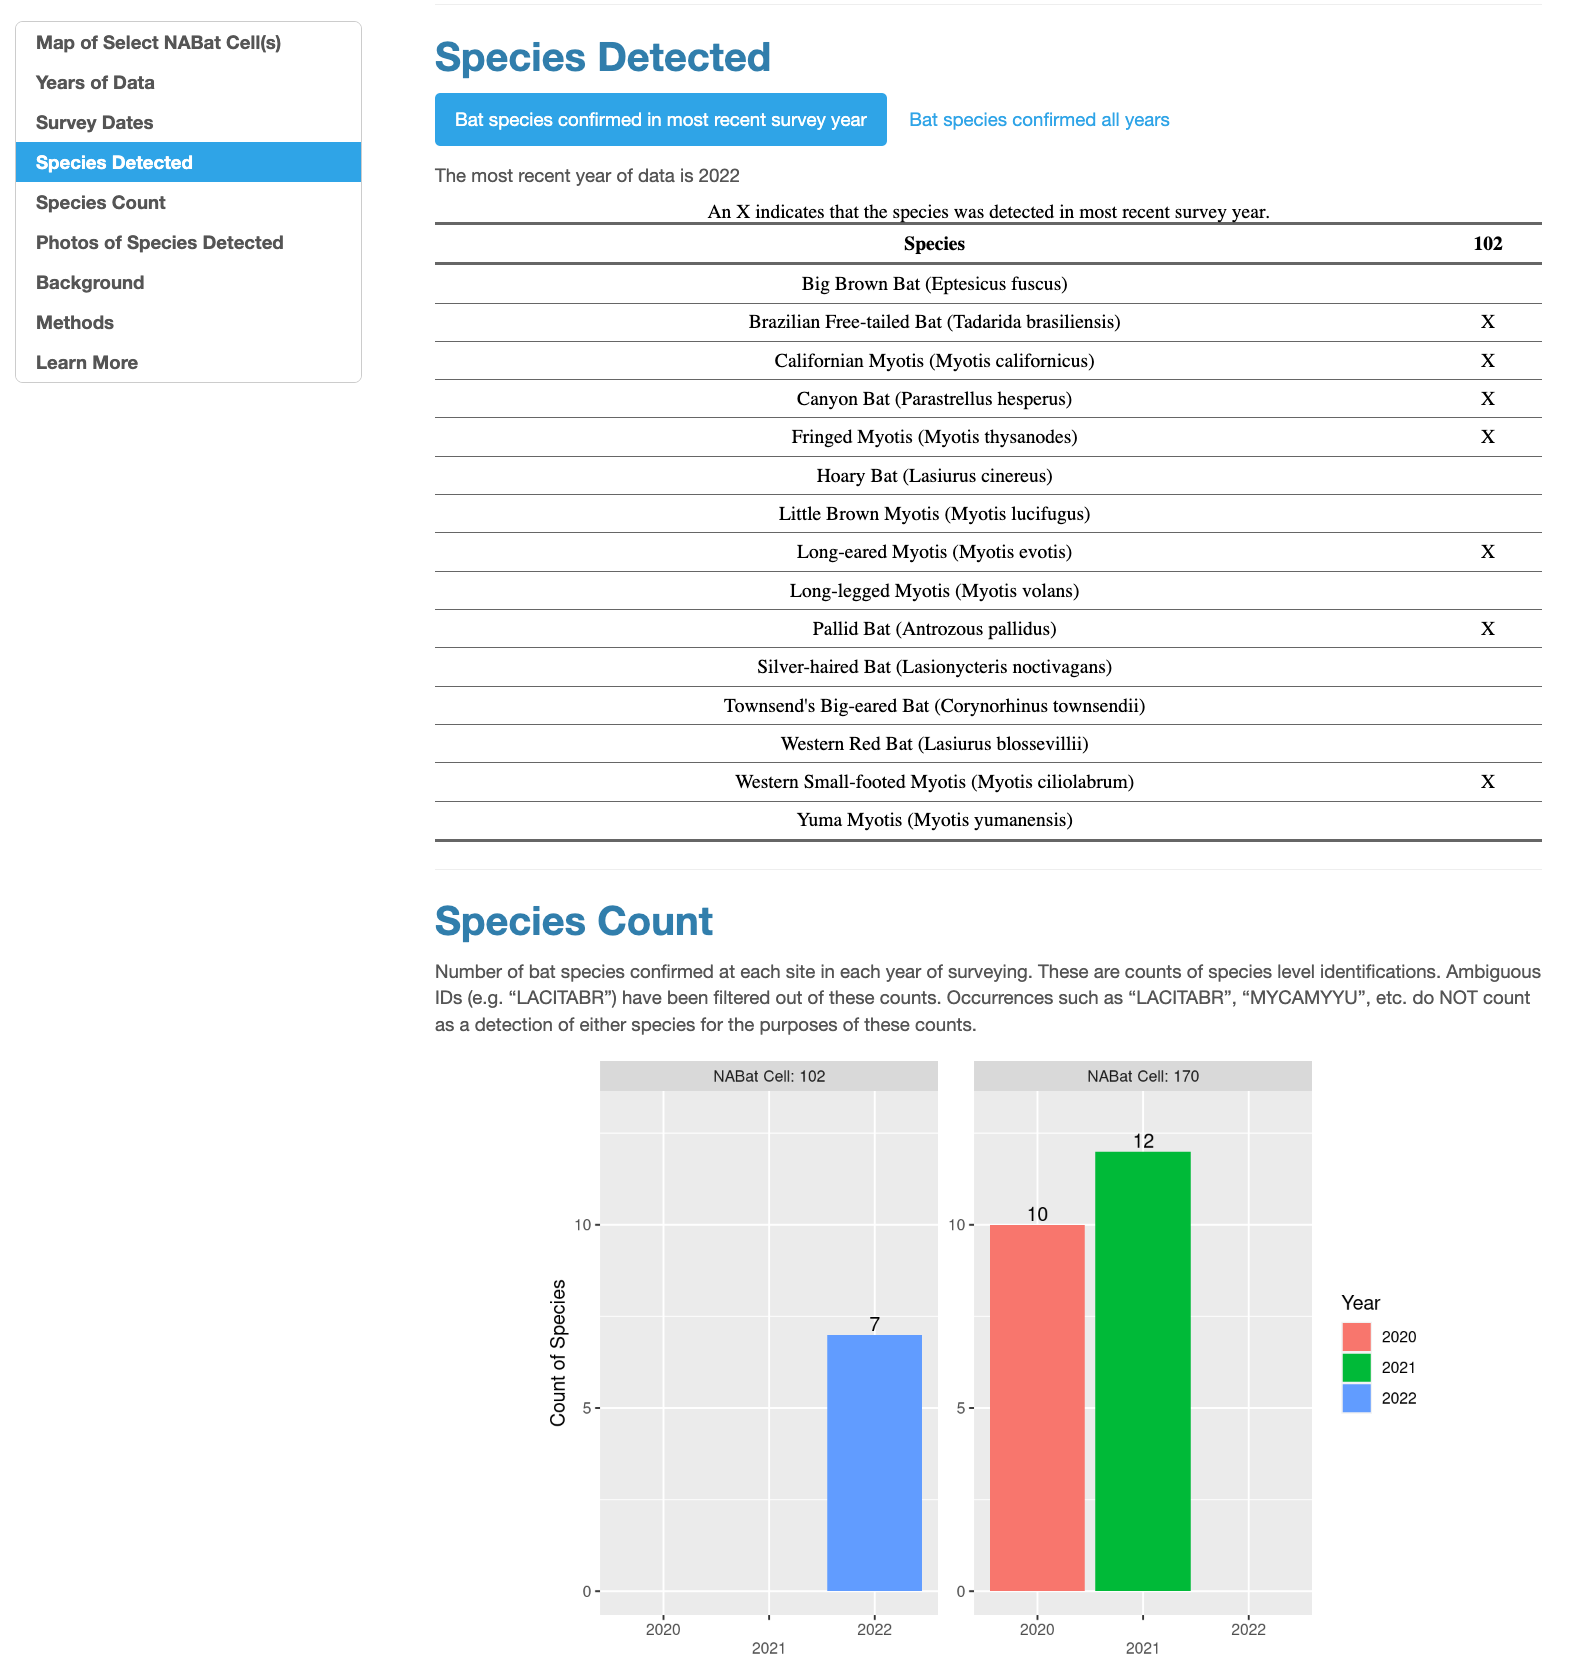 Map of Select NABat Cell(s)
Years of Data
Survey Dates
Species Detected
Species Count
Photos of Species Detected
Background
Methods
Learn More
Species Detected
Bat species confirmed in most recent survey year Bat species confirmed all years
The most recent year of data is 2022
An X indicates that the species was detected in most recent survey year.
Species 102
Big Brown Bat (Eptesicus fuscus)
Brazilian Free-tailed Bat (Tadarida brasiliensis) X
Californian Myotis (Myotis californicus) X
Canyon Bat (Parastrellus hesperus) X
Fringed Myotis (Myotis thysanodes) X
Hoary Bat (Lasiurus cinereus)
Little Brown Myotis (Myotis lucifugus)
Long-eared Myotis (Myotis evotis) X
Long-legged Myotis (Myotis volans)
Pallid Bat (Antrozous pallidus) X
Silver-haired Bat (Lasionycteris noctivagans)
Townsend's Big-eared Bat (Corynorhinus townsendii)
Western Red Bat (Lasiurus blossevillii)
Western Small-footed Myotis (Myotis ciliolabrum) X
Yuma Myotis (Myotis yumanensis)
Species Count
Number of bat species confirmed at each site in each year of surveying. These are counts of species level identifications. Ambiguous
IDs (e.g. “LACITABR”) have been filtered out of these counts. Occurrences such as “LACITABR”, “MYCAMYYU”, etc. do NOT count
as a detection of either species for the purposes of these counts.
NABat Cell: 102 NABat Cell: 170
12
10 10
10
7
5 5
0 0
Count of Species
2020 2022 2020 2022
2021 2021
Year
2020
2021
2022